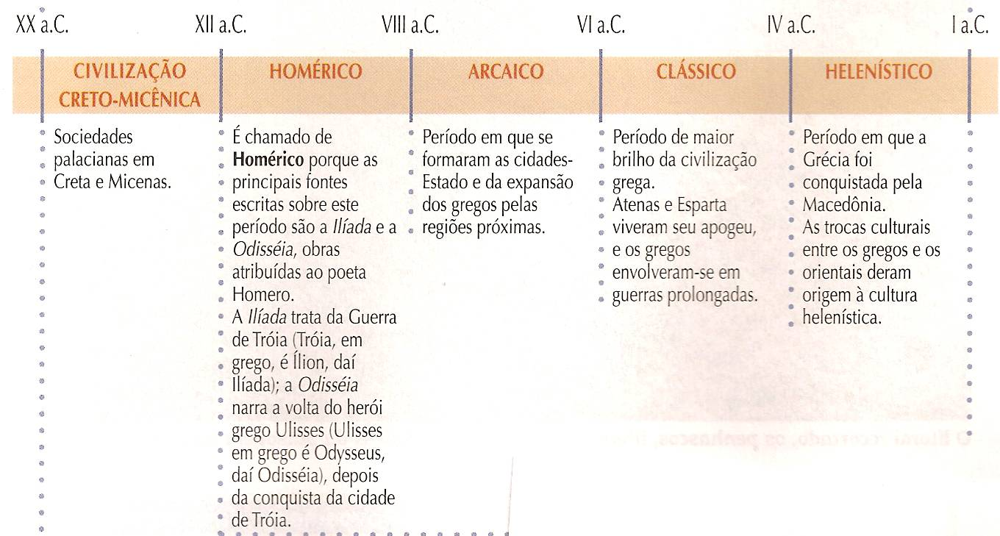 XX a.C. XII a.C. VIII a.C. VI a.C. IV a.C. I a.C.
CIVILIZAÇÃO
CRETO-MICÊNICA
HOMÉRICO
ARCAICO
CLÁSSICO
HELENÍSTICO
Sociedades
palacianas em
Creta e Micenas.
É chamado de
Homérico porque as
principais fontes
escritas sobre este
período são a Ilíada e a
Odisséia, obras
atribuídas ao poeta
Homero.
A Ilíada trata da Guerra
de Tróia (Tróia, em
grego, é Ílion, daí
Ilíada); a Odisséia
narra a volta do herói
grego Ulisses (Ulisses
em grego é Odysseus,
daí Odisséia), depois
da conquista da cidade
de Tróia.
Período em que se
formaram as cidades-
Estado e da expansão
dos gregos pelas
regiões próximas.
Período de maior
brilho da civilização
grega.
Atenas e Esparta
viveram seu apogeu,
e os gregos
envolveram-se em
guerras prolongadas.
Período em que a
Grécia foi
conquistada pela
Macedônia.
As trocas culturais
entre os gregos e os
orientais deram
origem à cultura
helenística.